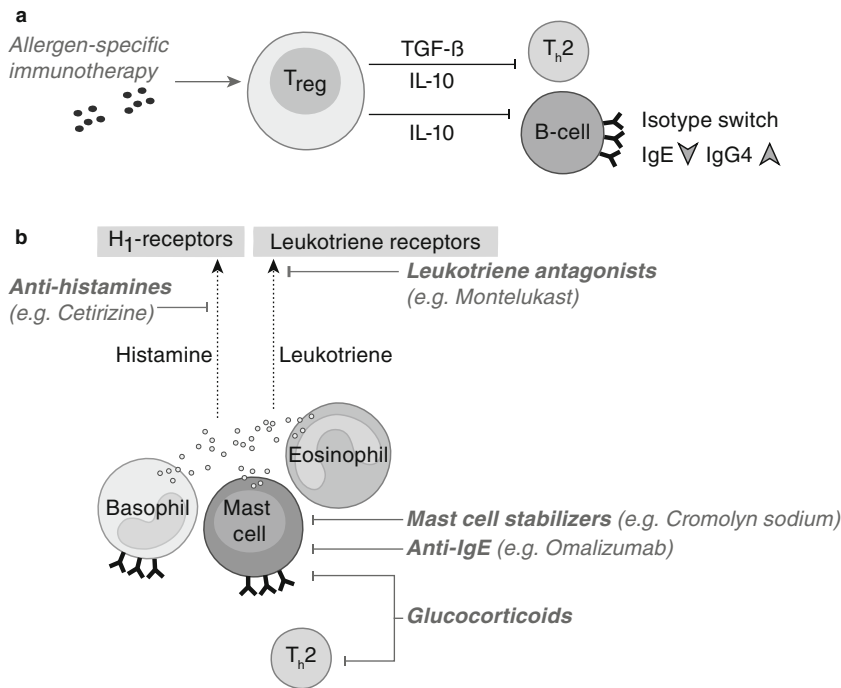 a
Allergen-specific
immunotherapy
Treg
TGF-ß
IL-10
IL-10
Th2
B-cell
Isotype switch
IgE IgG4
b
H1-receptors
Leukotriene receptors
Anti-histamines
(e.g. Cetirizine)
Leukotriene antagonists
(e.g. Montelukast)
Histamine
Leukotriene
Eosinophil
Basophil
Mast
cell
Mast cell stabilizers (e.g. Cromolyn sodium)
Anti-IgE (e.g. Omalizumab)
Glucocorticoids
Th2